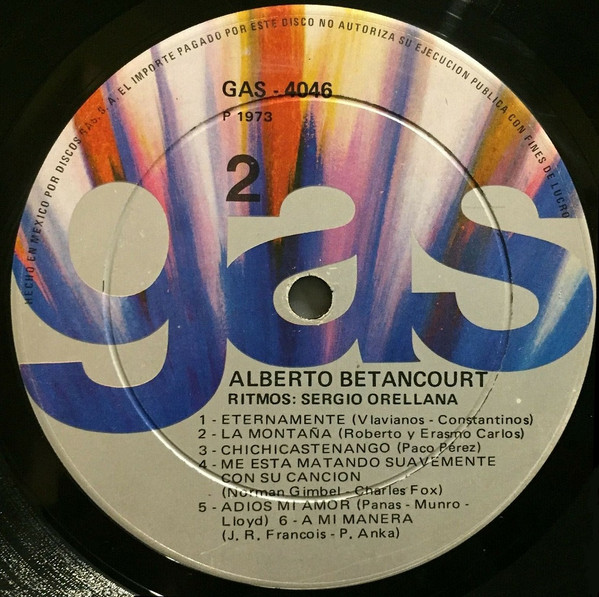 HECHO EN MEXICO POR DISCOS GAS, S. A. EL IMPORTE PAGADO POR ESTE DISCO NO AUTORIZA SU EJECUCION PUBLICA CON FINES DE LUCRO
GAS - 4046
P 1973
2
gas
ALBERTO BETANCOURT
RITMOS: SERGIO ORELLANA
1 - ETERNAMENTE (Vlavianos - Constantinos)
2 - LA MONTAÑA (Roberto y Erasmo Carlos)
3 - CHICHICASTENANGO (Paco Pérez)
4 - ME ESTA MATANDO SUAVEMENTE
CON SU CANCION
(Norman Gimbel - Charles Fox)
5 - ADIOS MI AMOR (Panas - Munro -
Lloyd) 6 - A MI MANERA
(J. R. Francois - P. Anka)